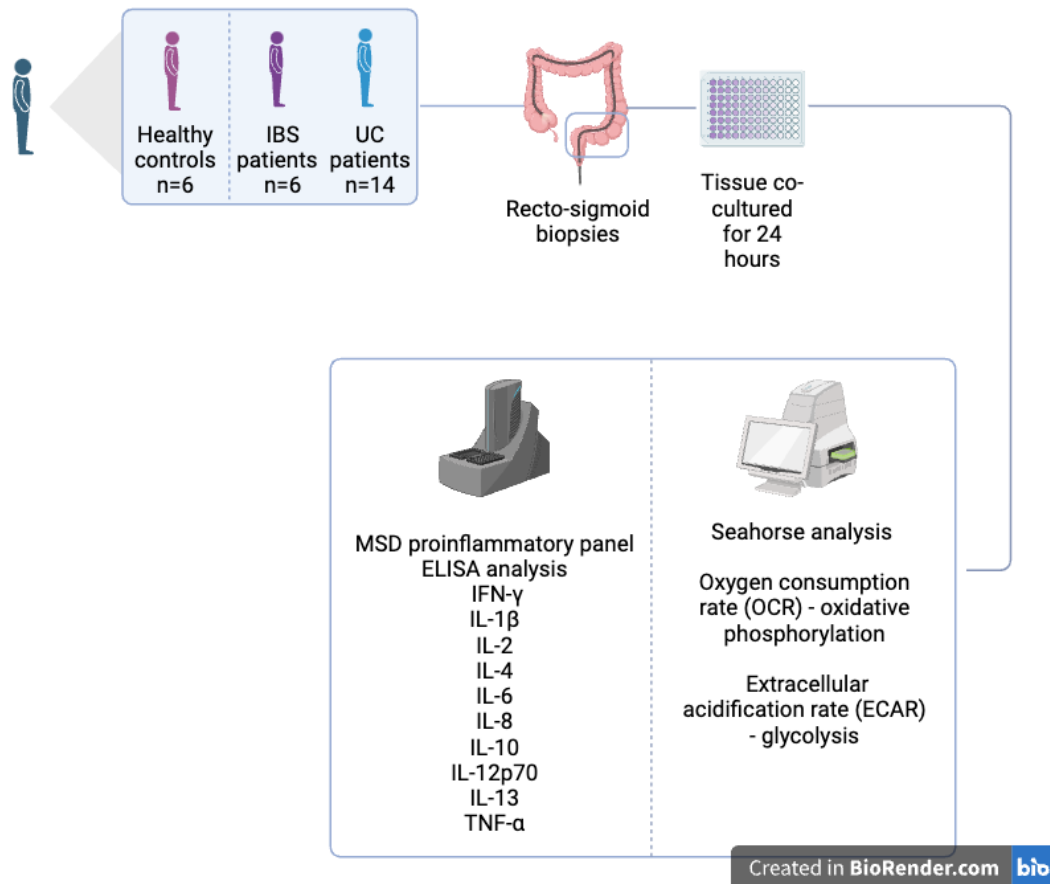 Healthy
controls
n=6
IBS
patients
n=6
UC
patients
n=14
Recto-sigmoid
biopsies
Tissue co-
cultured
for 24
hours
MSD proinflammatory panel
ELISA analysis
IFN-γ
IL-1β
IL-2
IL-4
IL-6
IL-8
IL-10
IL-12p70
IL-13
TNF-α
Seahorse analysis
Oxygen consumption
rate (OCR) - oxidative
phosphorylation
Extracellular
acidification rate (ECAR)
- glycolysis
Created in BioRender.com bio